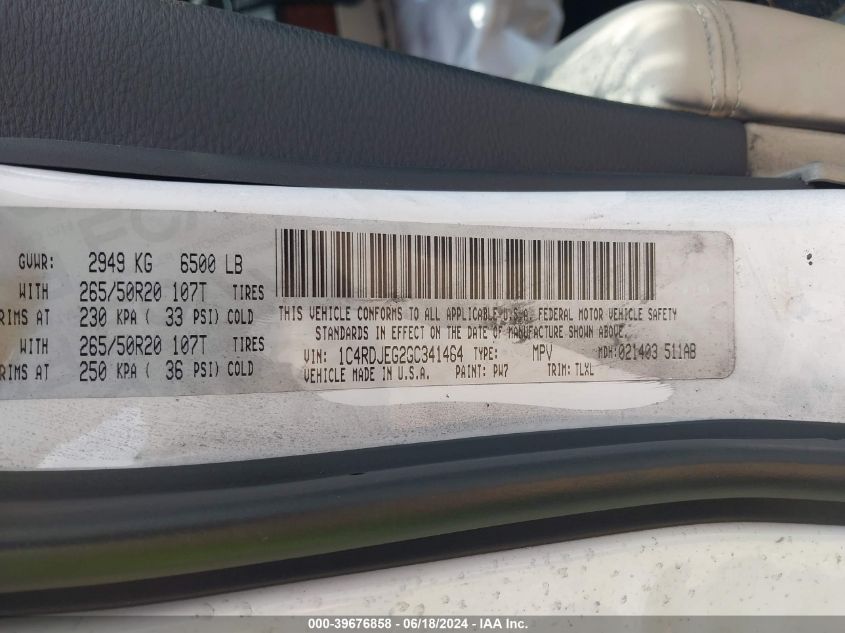 GVWR: 2949 KG 6500 LB
WITH 265/50R20 107T TIRES
RIMS AT 230 KPA ( 33 PSI) COLD
WITH 265/50R20 107T TIRES
RIMS AT 250 KPA ( 36 PSI) COLD
THIS VEHICLE CONFORMS TO ALL APPLICABLE U.S.A. FEDERAL MOTOR VEHICLE SAFETY
STANDARDS IN EFFECT ON THE DATE OF MANUFACTURE SHOWN ABOVE.
VIN: 1C4RDJEG2GC341464 TYPE: MPV MDH: 021403 511AB
VEHICLE MADE IN U.S.A. PAINT: PW7 TRIM: TLXL
000-39676858 - 06/18/2024 - IAA Inc.